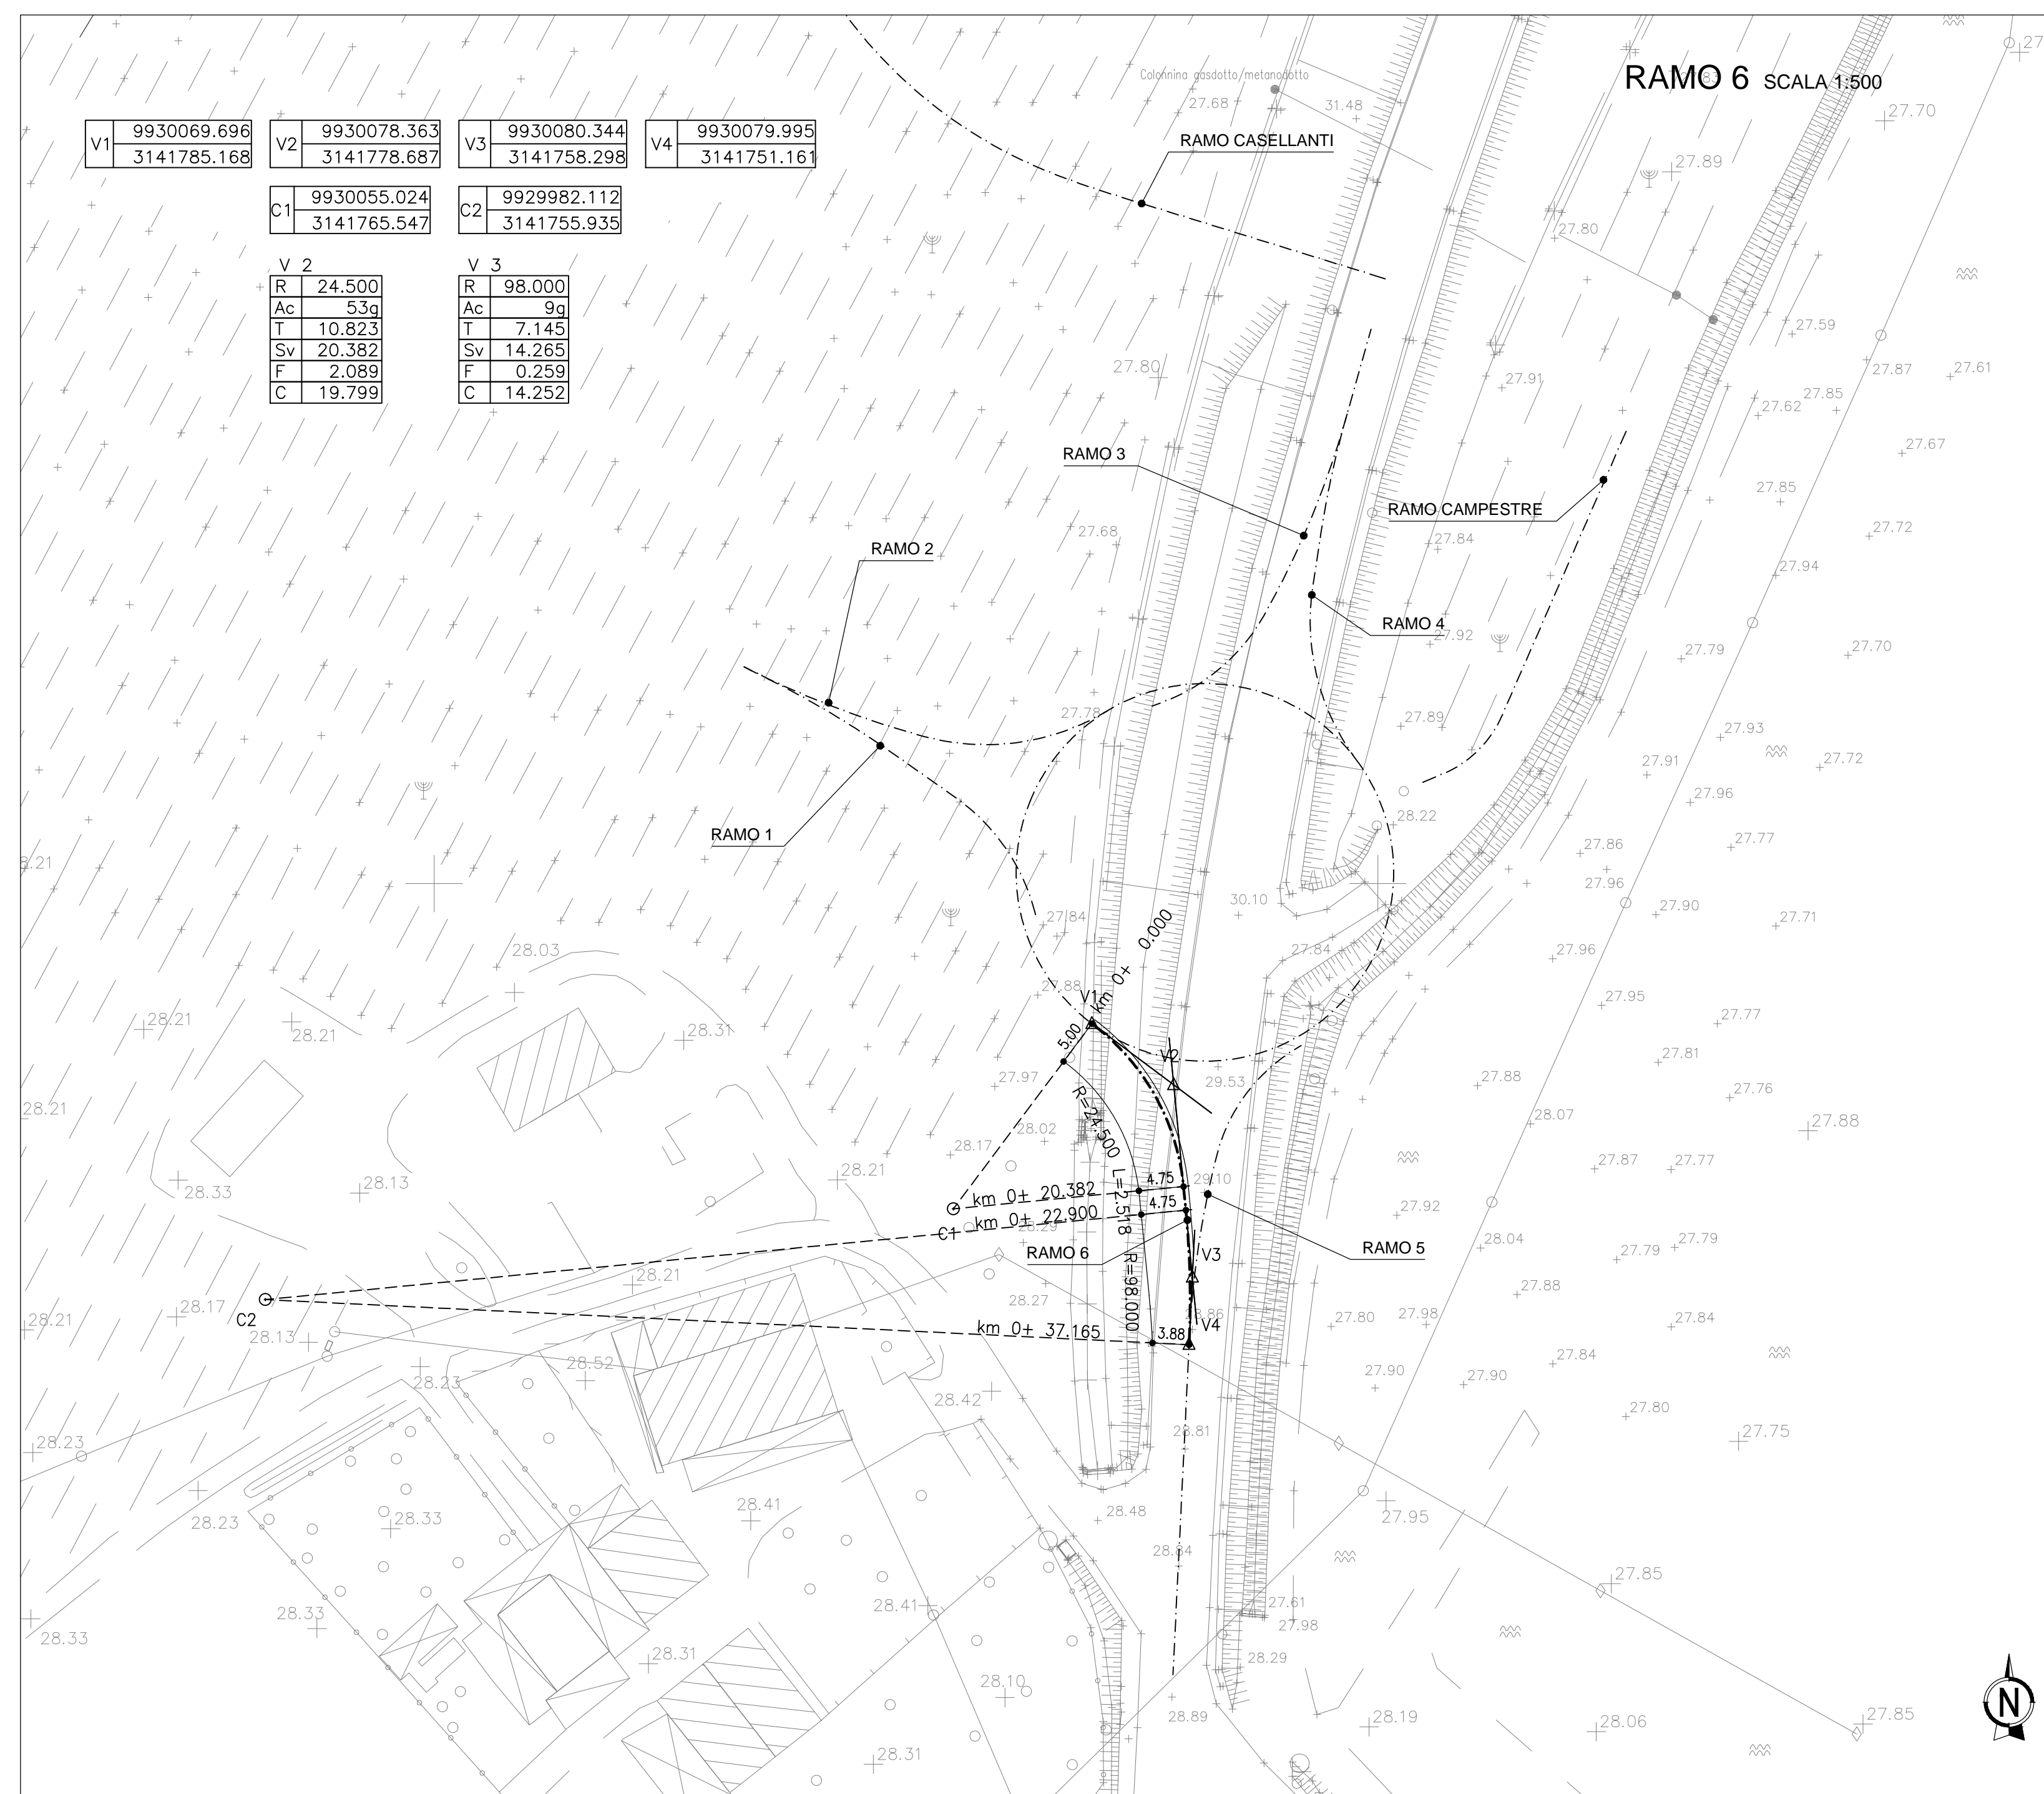 RAMO 6 SCALA 1:500
V1 9930069.696
3141785.168
V2 9930078.363
3141778.687
V3 9930080.344
3141758.298
V4 9930079.995
3141751.161
C1 9930055.024
3141765.547
C2 9929982.112
3141755.935
V 2
R 24.500
Ac 53g
T 10.823
Sv 20.382
F 2.089
C 19.799
V 3
R 98.000
Ac 9g
T 7.145
Sv 14.265
F 0.259
C 14.252
Colonnina gasdotto/metanodotto
27.68
31.48
27.70
RAMO CASELLANTI
27.89
27.80
27.59
27.80
27.87
27.61
27.91
27.62
27.85
RAMO 3
27.67
27.85
RAMO CAMPESTRE
27.68
27.72
27.84
RAMO 2
27.94
RAMO 4
27.92
27.79
27.70
27.78
27.89
27.93
27.91
27.72
27.96
28.22
RAMO 1
27.77
27.86
27.96
30.10
27.84
27.90
27.71
0.000
28.03
27.84
27.96
27.88
V1
km 0+
27.95
28.21
28.21
28.31
27.77
5.00
V2
27.81
27.97
29.53
27.88
27.76
28.21
R=24.500
28.07
27.88
28.02
28.17
28.21
27.87
27.77
28.33
28.13
4.75
29.10
km 0+ 20.382
L=2.518
4.75
km 0+ 22.900
27.92
C1
28.29
RAMO 6
V3
RAMO 5
28.04
27.79
27.79
28.21
R=98.000
27.88
28.27
C2
28.17
28.21
28.13
km 0+ 37.165
3.88
V4
27.80
27.98
27.84
28.52
28.23
27.84
27.90
27.90
28.42
27.80
28.23
28.81
27.75
28.23
28.33
28.41
28.48
27.95
28.84
27.85
28.33
28.33
28.41
27.61
27.98
28.31
28.29
28.10
28.89
28.19
28.06
27.85
28.31
N